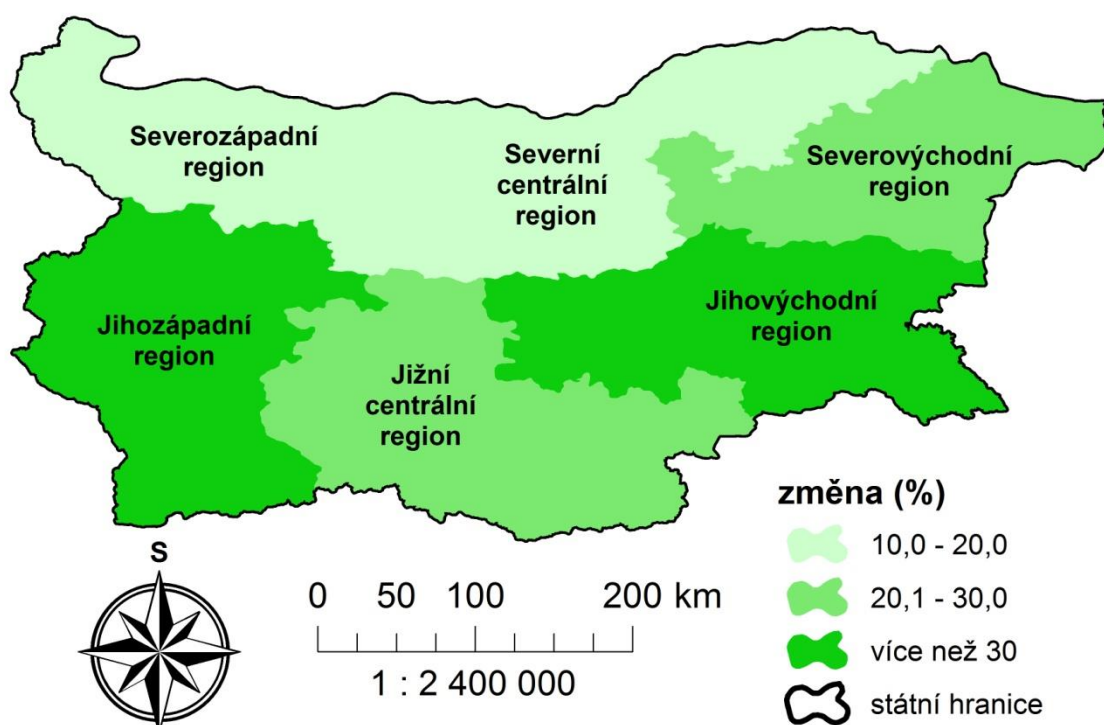 Severozápadní
region
Severní
centrální
region
Severovýchodní
region
Jihozápadní
region
Jižní
centrální
region
Jihovýchodní
region
změna (%)
10,0 - 20,0
20,1 - 30,0
více než 30
státní hranice
S
0 50 100 200 km
1 : 2 400 000